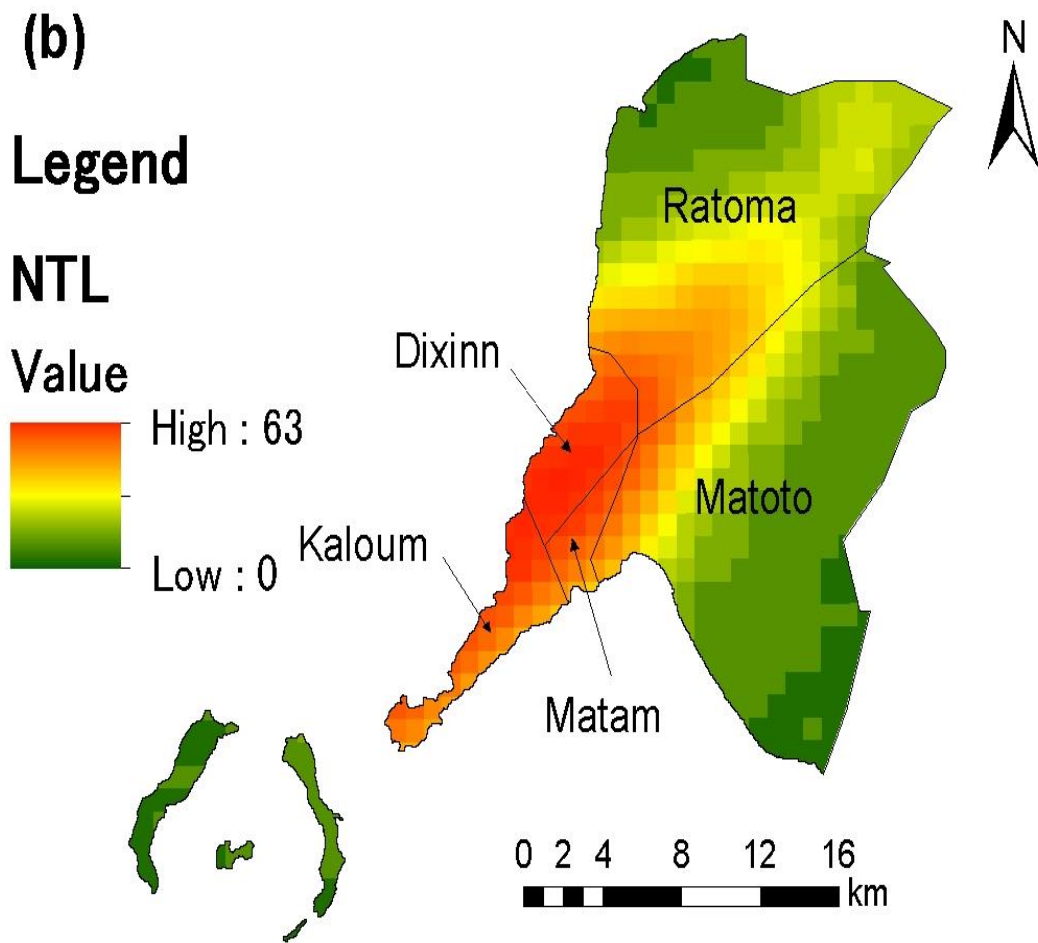 (b)
N
Legend
NTL
Value
High : 63
Low : 0
Ratoma
Dixinn
Matoto
Kaloum
Matam
0 2 4 8 12 16
km